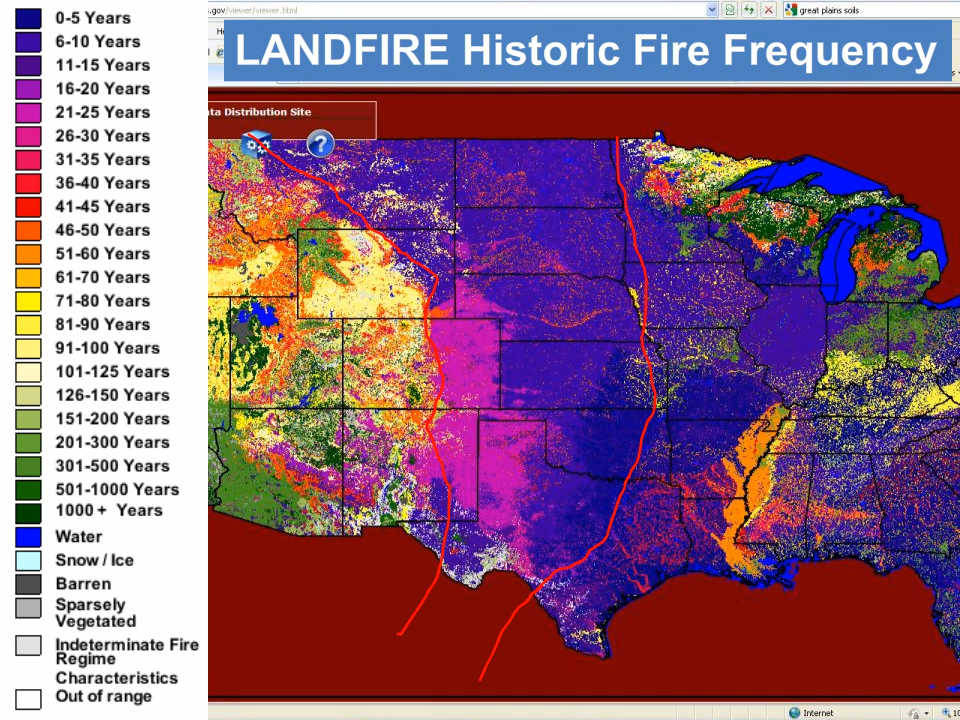 .gov/viewer/viewer.html
great plains soils
LANDFIRE Historic Fire Frequency
ta Distribution Site
?
0-5 Years
6-10 Years
11-15 Years
16-20 Years
21-25 Years
26-30 Years
31-35 Years
36-40 Years
41-45 Years
46-50 Years
51-60 Years
61-70 Years
71-80 Years
81-90 Years
91-100 Years
101-125 Years
126-150 Years
151-200 Years
201-300 Years
301-500 Years
501-1000 Years
1000 + Years
Water
Snow / Ice
Barren
Sparsely
Vegetated
Indeterminate Fire
Regime
Characteristics
Out of range
Internet
10